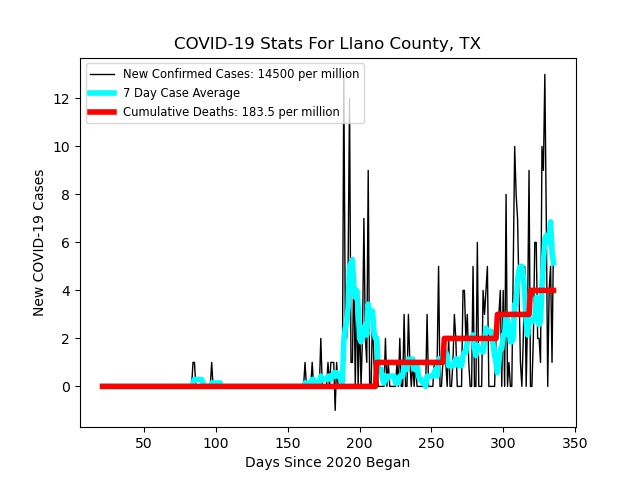 COVID-19 Stats For Llano County, TX
New Confirmed Cases: 14500 per million
7 Day Case Average
Cumulative Deaths: 183.5 per million
12
10
8
6
4
2
0
New COVID-19 Cases
50 100 150 200 250 300 350
Days Since 2020 Began